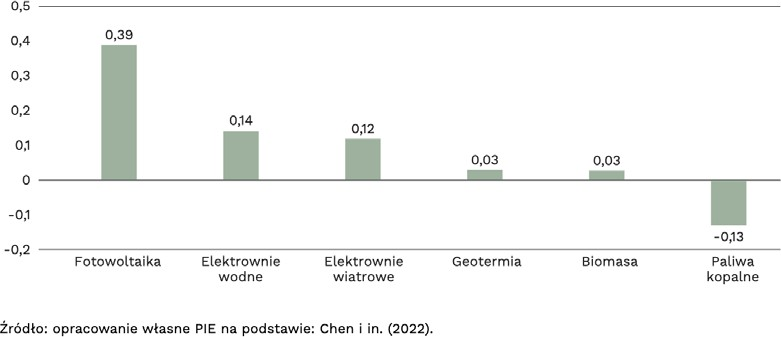 0,5
0,4
0,3
0,2
0,1
0
-0,1
-0,2
0,39
0,14
0,12
0,03
0,03
-0,13
Fotowoltaika
Elektrownie
wodne
Elektrownie
wiatrowe
Geotermia
Biomasa
Paliwa
kopalne
Źródło: opracowanie własne PIE na podstawie: Chen i in. (2022).